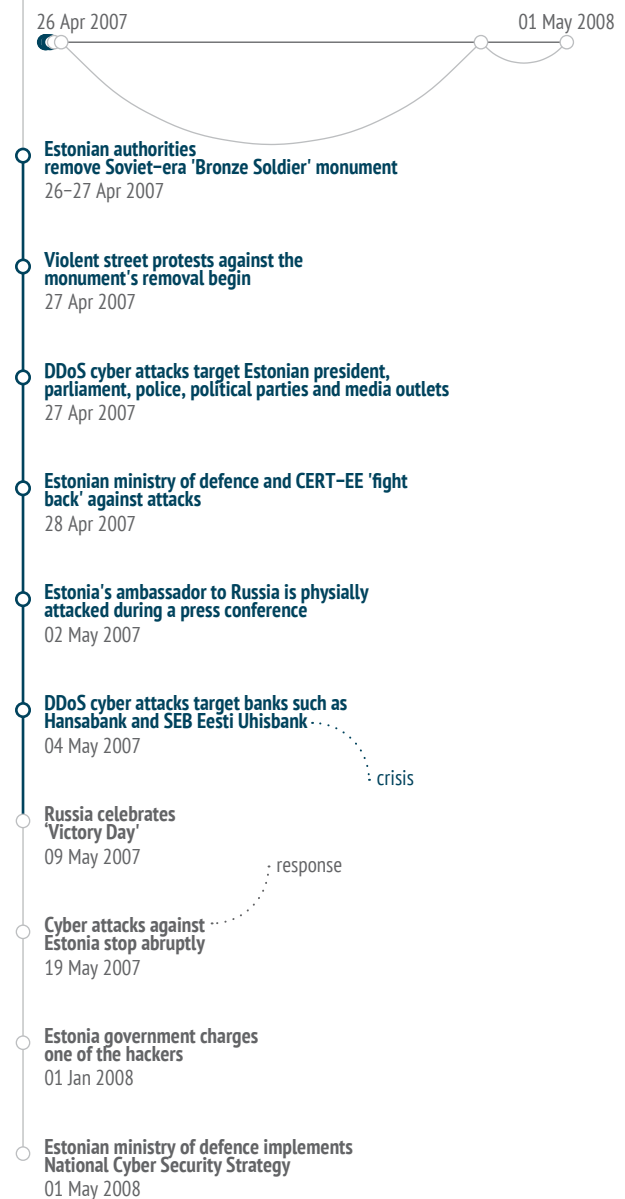 26 Apr 2007
01 May 2008
Estonian authorities
remove Soviet−era 'Bronze Soldier' monument
26−27 Apr 2007
Violent street protests against the
monument's removal begin
27 Apr 2007
DDoS cyber attacks target Estonian president,
parliament, police, political parties and media outlets
27 Apr 2007
Estonian ministry of defence and CERT−EE 'fight
back' against attacks
28 Apr 2007
Estonia's ambassador to Russia is physially
attacked during a press conference
02 May 2007
DDoS cyber attacks target banks such as
Hansabank and SEB Eesti Uhisbank
04 May 2007
crisis
Russia celebrates
‘Victory Day'
09 May 2007
response
Cyber attacks against
Estonia stop abruptly
19 May 2007
Estonia government charges
one of the hackers
01 Jan 2008
Estonian ministry of defence implements
National Cyber Security Strategy
01 May 2008